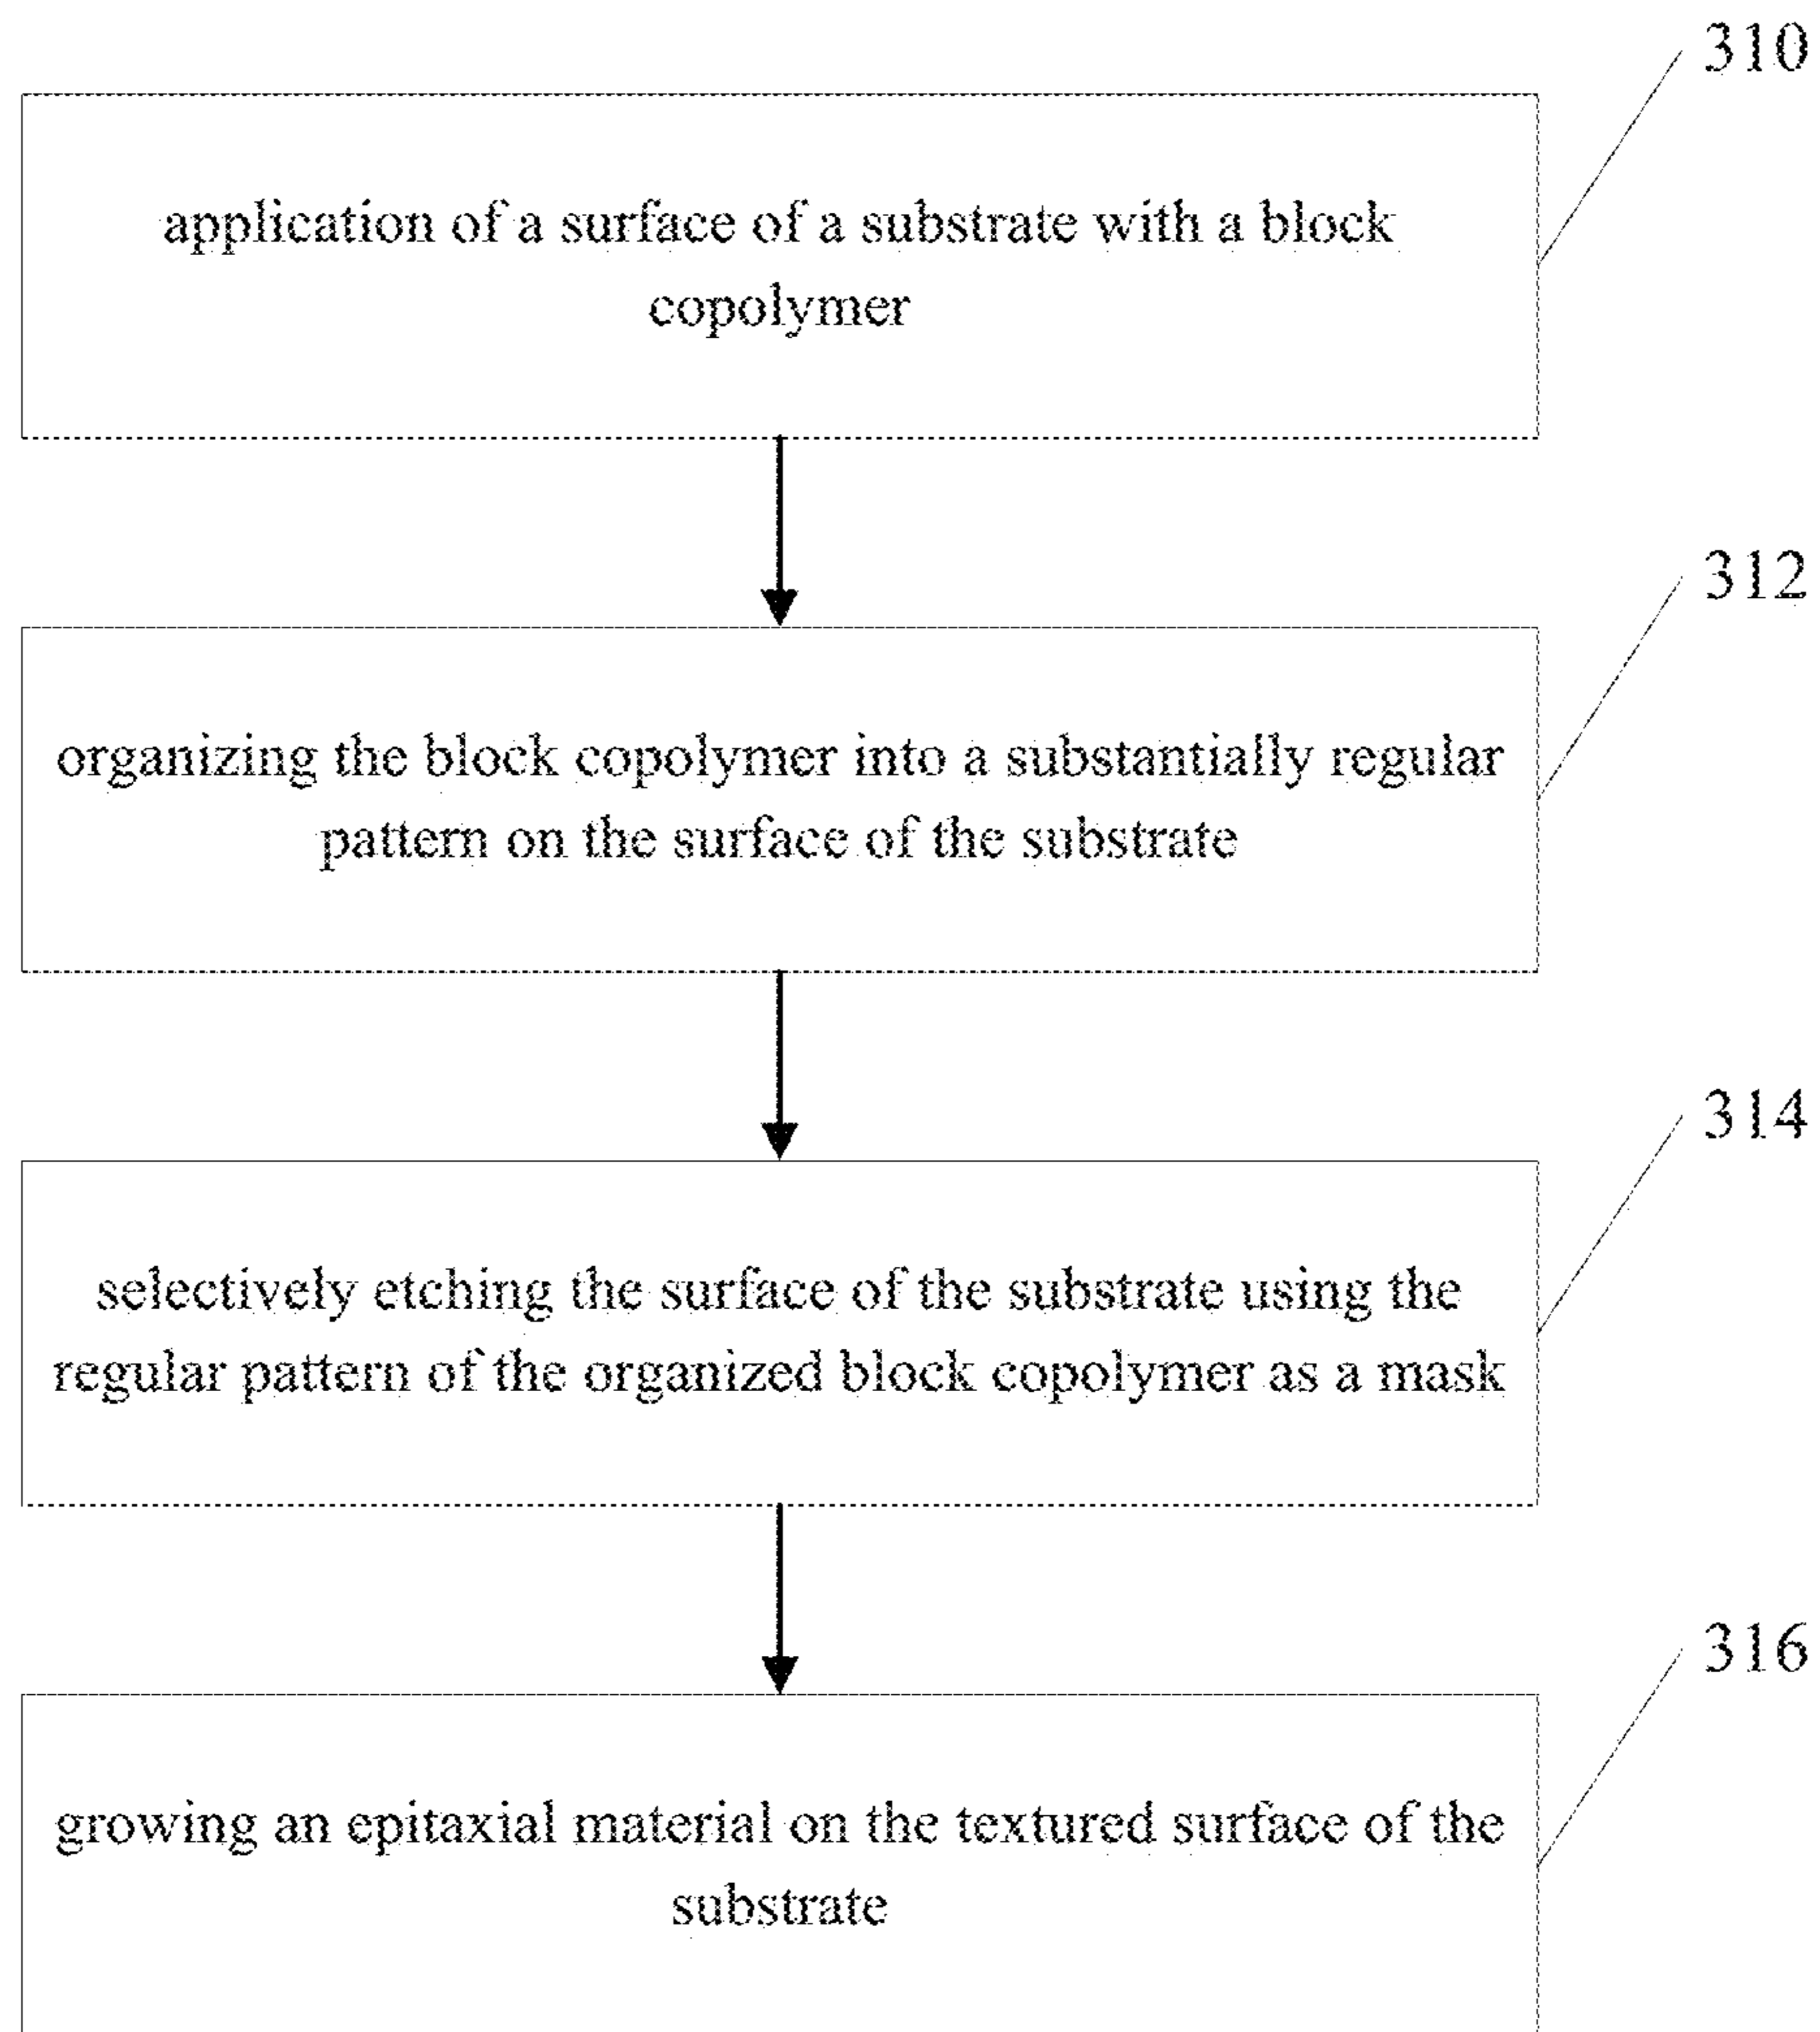 310
application of a surface of a substrate with a block
copolymer
312
organizing the block copolymer into a substantially regular
pattern on the surface of the substrate
314
selectively etching the surface of the substrate using the
regular pattern of the organized block copolymer as a mask
316
growing an epitaxial material on the textured surface of the
substrate